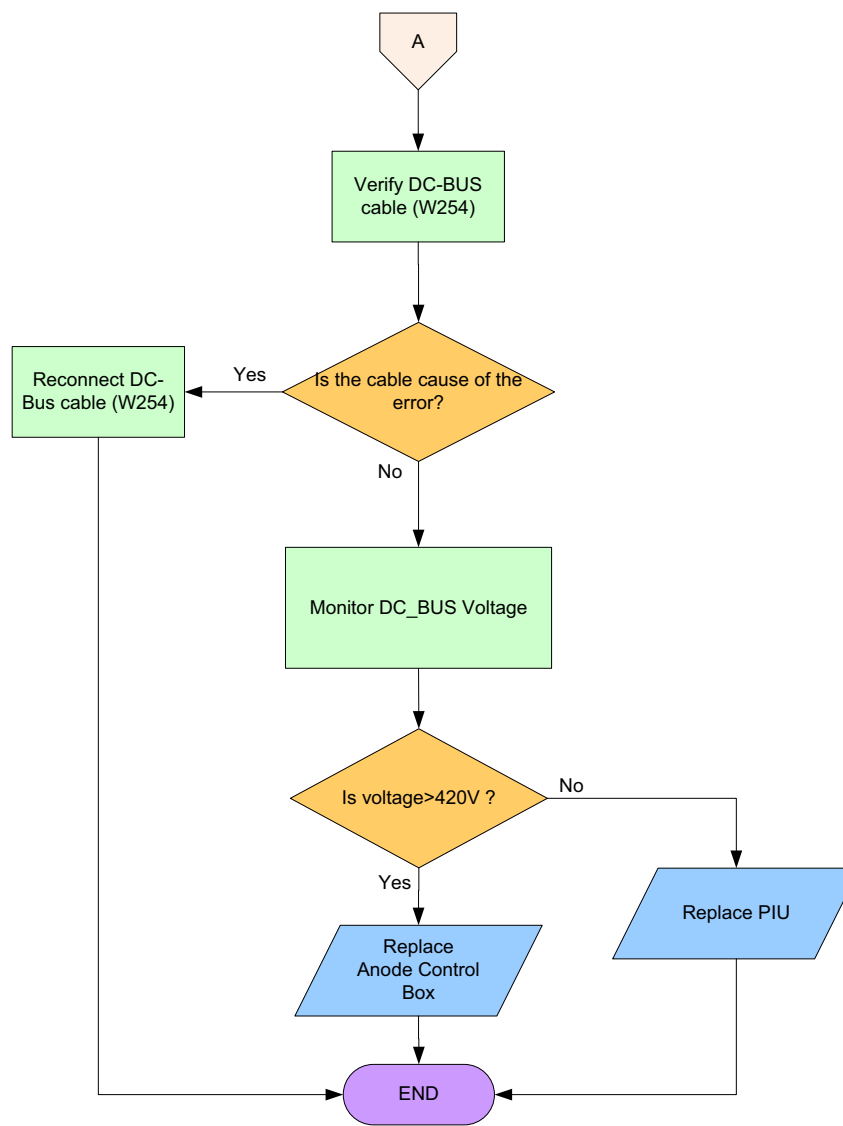 A
Verify DC-BUS
cable (W254)
Is the cable cause of the
error?
Yes
Reconnect DC-
Bus cable (W254)
No
Monitor DC_BUS Voltage
Is voltage>420V ?
No
Yes
Replace PIU
Replace
Anode Control
Box
END